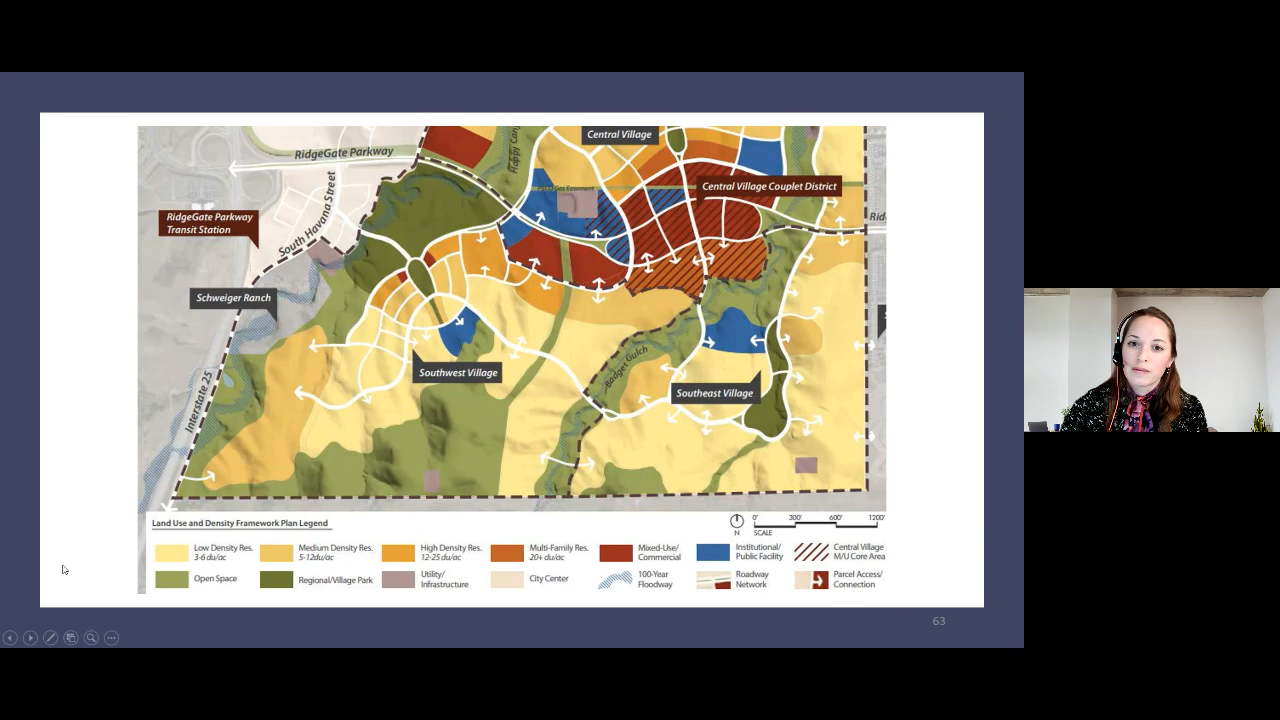 Central Village
RidgeGate Parkway
Central Village Couplet District
RidgeGate Parkway
Transit Station
South Havana Street
Schweiger Ranch
Interstate 25
Southwest Village
Badger Gulch
Southeast Village
Land Use and Density Framework Plan Legend
N
0'
300'
600'
1200'
SCALE
Low Density Res.
3-6 du/ac
Medium Density Res.
5-12du/ac
High Density Res.
12-25 du/ac
Multi-Family Res.
20+ du/ac
Mixed-Use/
Commercial
Institutional/
Public Facility
Central Village
M/U Core Area
Open Space
Regional/Village Park
Utility/
Infrastructure
City Center
100-Year
Floodway
Roadway
Network
Parcel Access/
Connection
63